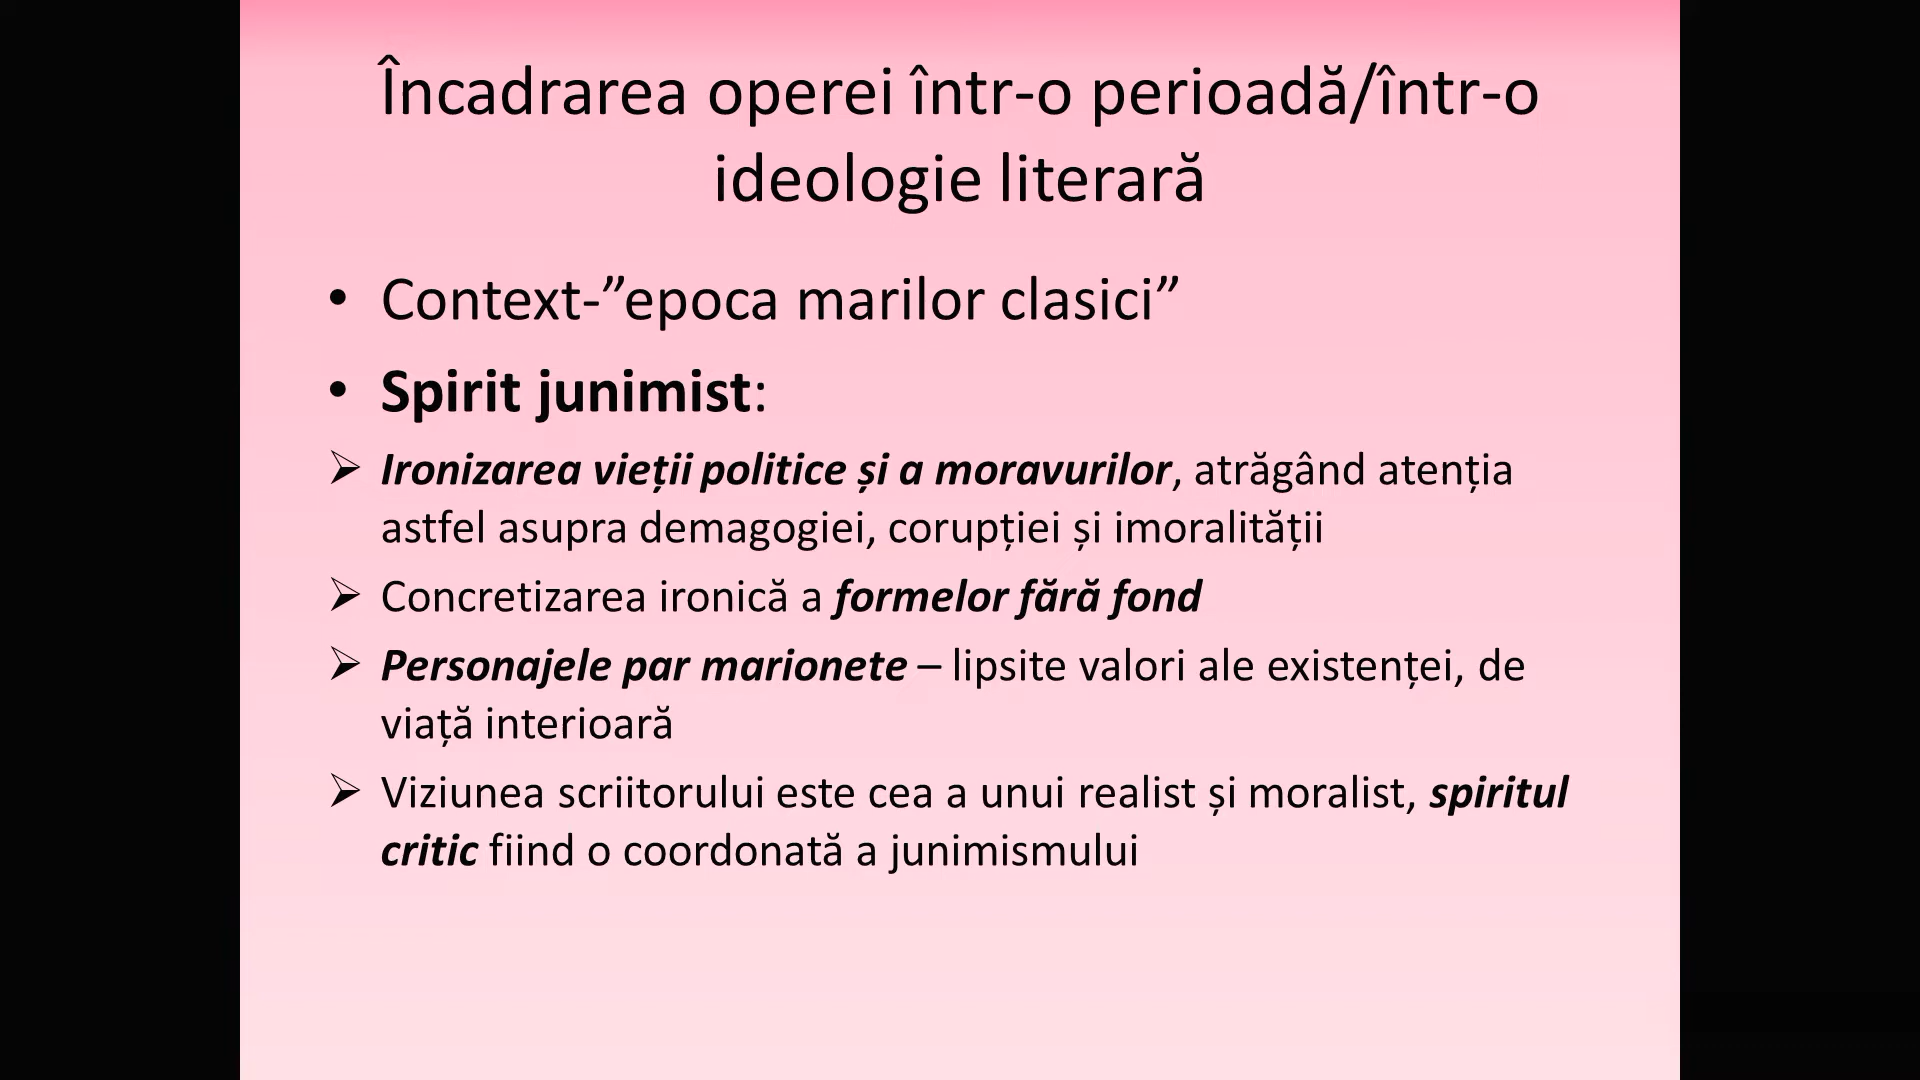 Încadrarea operei într-o perioadă/într-o
ideologie literară
• Context-”epoca marilor clasici”
• Spirit junimist:
➢ Ironizarea vieții politice și a moravurilor, atrăgând atenția
astfel asupra demagogiei, corupției și imoralității
➢ Concretizarea ironică a formelor fără fond
➢ Personajele par marionete – lipsite valori ale existenței, de
viață interioară
➢ Viziunea scriitorului este cea a unui realist și moralist, spiritul
critic fiind o coordonată a junimismului